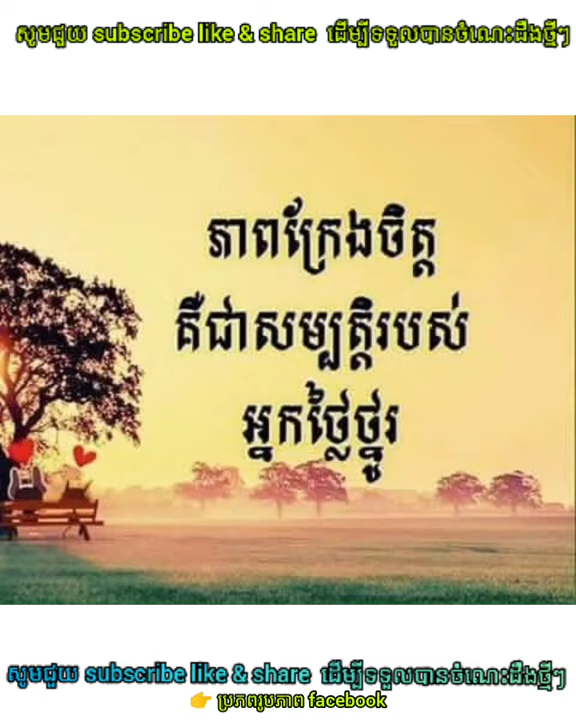 សូមជួយ subscribe like & share ដើម្បីទទួលបានចំណេះដឹងថ្មីៗ
ភាពក្រែងចិត្ត
គឺជាសម្បត្តិរបស់
អ្នកថ្លៃថ្នូរ
សូមជួយ subscribe like & share ដើម្បីទទួលបានចំណេះដឹងថ្មីៗ
👉 ប្រភពរូបភាព facebook